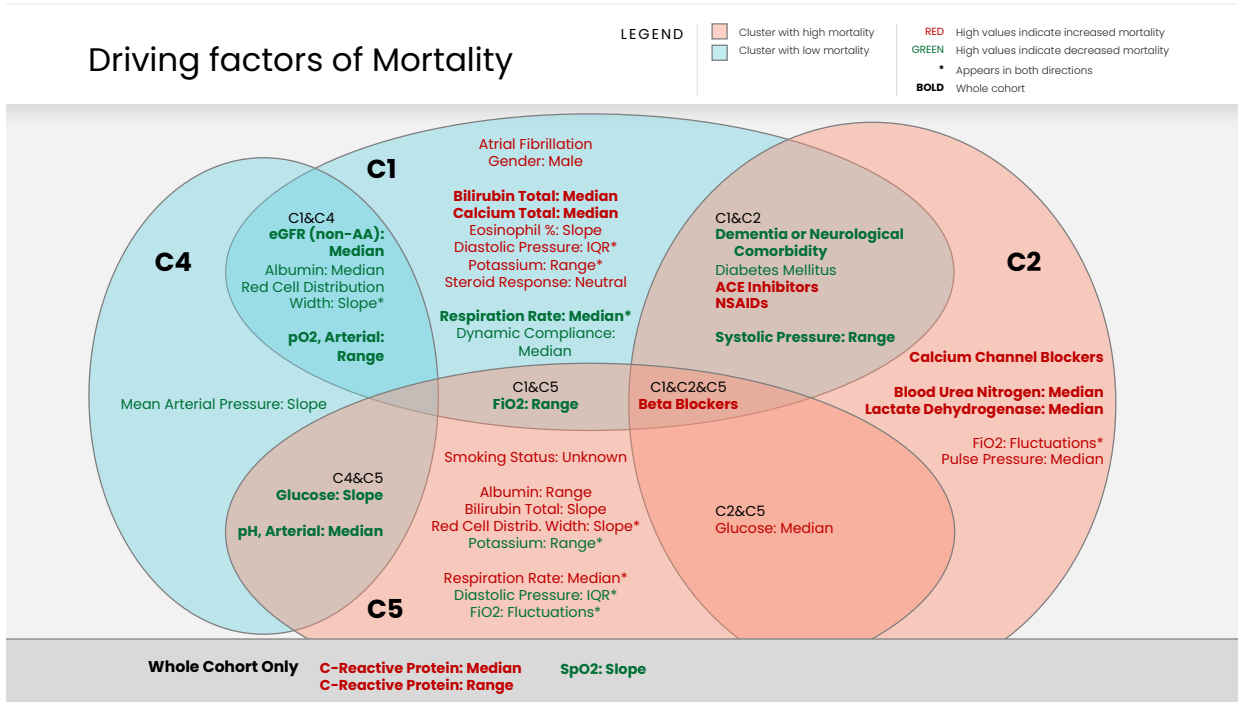 Driving factors of Mortality
LEGEND
Cluster with high mortality
Cluster with low mortality
RED High values indicate increased mortality
GREEN High values indicate decreased mortality
* Appears in both directions
BOLD Whole cohort
C1
Atrial Fibrillation
Gender: Male
Bilirubin Total: Median
Calcium Total: Median
Eosinophil %: Slope
Diastolic Pressure: IQR*
Potassium: Range*
Steroid Response: Neutral
Respiration Rate: Median*
Dynamic Compliance:
Median
C4
C1&C4
eGFR (non-AA):
Median
Albumin: Median
Red Cell Distribution
Width: Slope*
pO2, Arterial:
Range
Mean Arterial Pressure: Slope
C1&C2
Dementia or Neurological
Comorbidity
Diabetes Mellitus
ACE Inhibitors
NSAIDs
Systolic Pressure: Range
C2
Calcium Channel Blockers
Blood Urea Nitrogen: Median
Lactate Dehydrogenase: Median
FiO2: Fluctuations*
Pulse Pressure: Median
C1&C5
FiO2: Range
C1&C2&C5
Beta Blockers
C4&C5
Glucose: Slope
pH, Arterial: Median
Smoking Status: Unknown
Albumin: Range
Bilirubin Total: Slope
Red Cell Distrib. Width: Slope*
Potassium: Range*
Respiration Rate: Median*
Diastolic Pressure: IQR*
FiO2: Fluctuations*
C5
C2&C5
Glucose: Median
Whole Cohort Only
C-Reactive Protein: Median
C-Reactive Protein: Range
SpO2: Slope